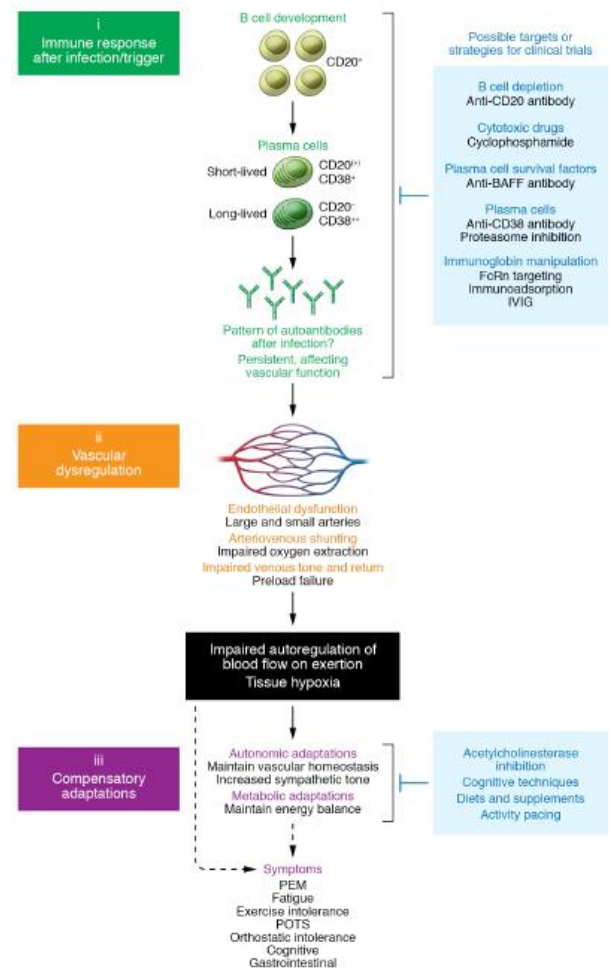 i
Immune response
after infection/trigger
B cell development
CD20⁺
Plasma cells
Short-lived
CD20⁽⁺⁾
CD38⁺
Long-lived
CD20⁻
CD38⁺⁺
Pattern of autoantibodies
after infection?
Persistent, affecting
vascular function
Possible targets or
strategies for clinical trials
B cell depletion
Anti-CD20 antibody
Cytotoxic drugs
Cyclophosphamide
Plasma cell survival factors
Anti-BAFF antibody
Plasma cells
Anti-CD38 antibody
Proteasome inhibition
Immunoglobin manipulation
FcRn targeting
Immunoadsorption
IVIG
ii
Vascular
dysregulation
Endothelial dysfunction
Large and small arteries
Arteriovenous shunting
Impaired oxygen extraction
Impaired venous tone and return
Preload failure
Impaired autoregulation of
blood flow on exertion
Tissue hypoxia
iii
Compensatory
adaptations
Autonomic adaptations
Maintain vascular homeostasis
Increased sympathetic tone
Metabolic adaptations
Maintain energy balance
Acetylcholinesterase
inhibition
Cognitive techniques
Diets and supplements
Activity pacing
Symptoms
PEM
Fatigue
Exercise intolerance
POTS
Orthostatic intolerance
Cognitive
Gastrointestinal